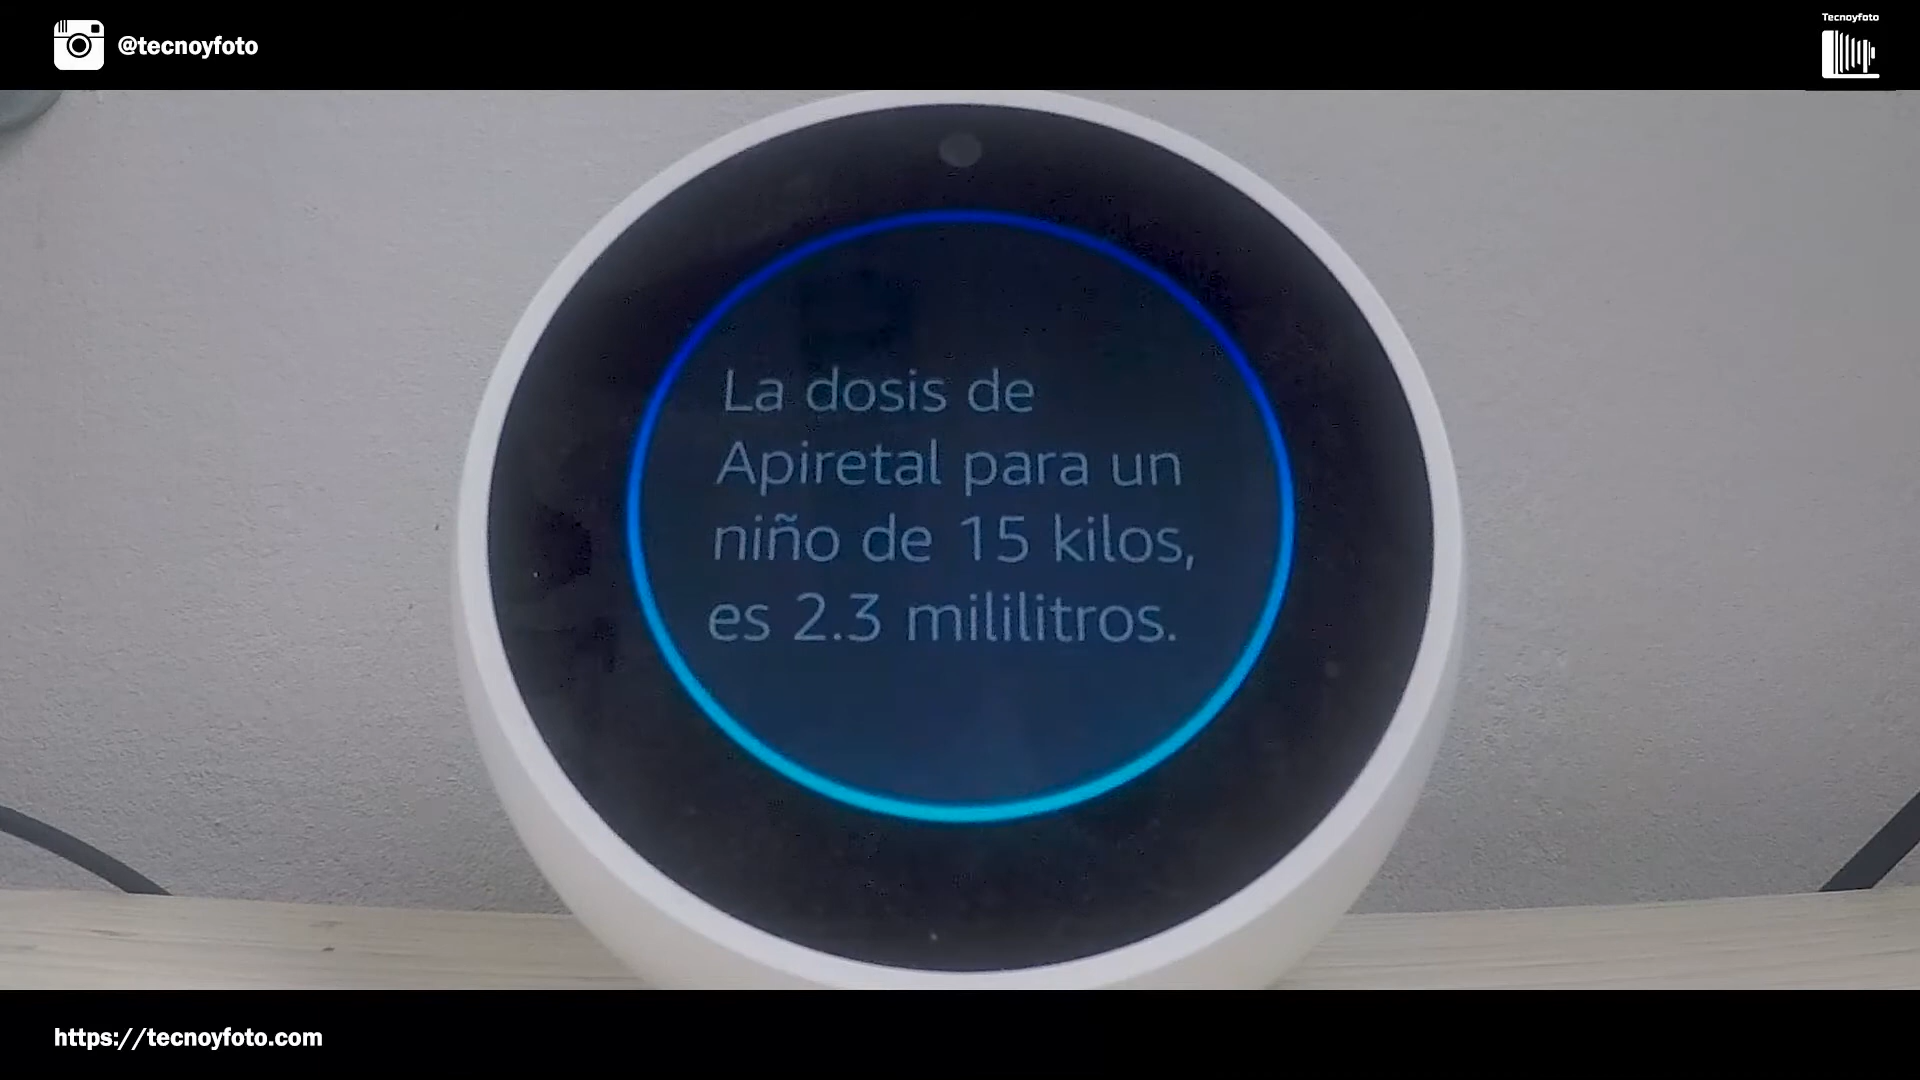 @tecnoyfoto
Tecnoyfoto
La dosis de
Apiretal para un
niño de 15 kilos,
es 2.3 mililitros.
https://tecnoyfoto.com